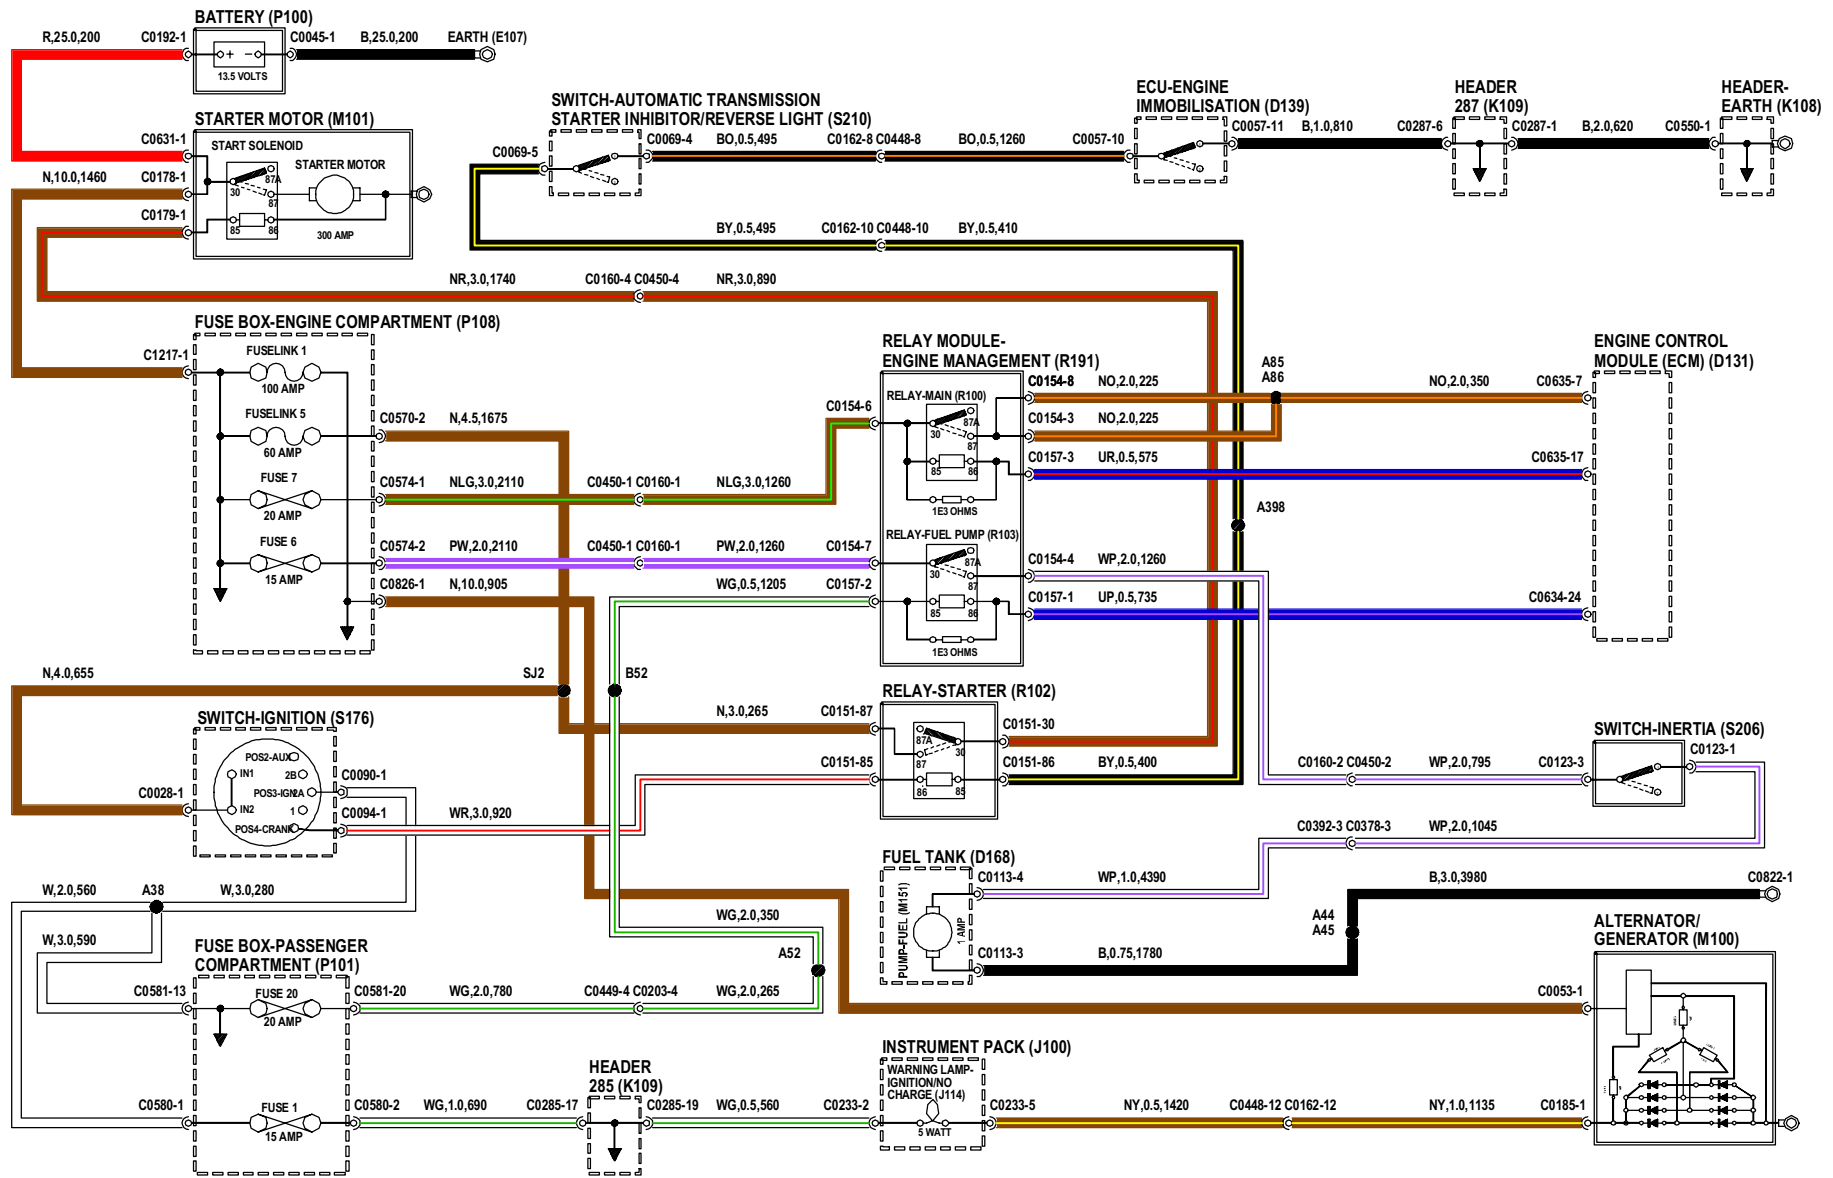 BATTERY (P100)
R,25.0,200
C0192-1
C0045-1
B,25.0,200
EARTH (E107)
13.5 VOLTS
STARTER MOTOR (M101)
C0631-1
START SOLENOID
STARTER MOTOR
87A
30
87
85
86
300 AMP
N,10.0,1460
C0178-1
C0179-1
SWITCH-AUTOMATIC TRANSMISSION
STARTER INHIBITOR/REVERSE LIGHT (S210)
C0069-5
C0069-4
BO,0.5,495
C0162-8 C0448-8
BO,0.5,1260
C0057-10
ECU-ENGINE
IMMOBILISATION (D139)
C0057-11
B,1.0,810
C0287-6
HEADER
287 (K109)
C0287-1
B,2.0,620
C0550-1
HEADER-
EARTH (K108)
BY,0.5,495
C0162-10 C0448-10
BY,0.5,410
NR,3.0,1740
C0160-4 C0450-4
NR,3.0,890
FUSE BOX-ENGINE COMPARTMENT (P108)
C1217-1
FUSELINK 1
100 AMP
FUSELINK 5
60 AMP
FUSE 7
20 AMP
FUSE 6
15 AMP
C0570-2
N,4.5,1675
C0574-1
NLG,3.0,2110
C0450-1 C0160-1
NLG,3.0,1260
C0154-6
C0574-2
PW,2.0,2110
C0450-1 C0160-1
PW,2.0,1260
C0154-7
C0826-1
N,10.0,905
WG,0.5,1205
C0157-2
RELAY MODULE-
ENGINE MANAGEMENT (R191)
RELAY-MAIN (R100)
87A
30
87
85
86
1E3 OHMS
RELAY-FUEL PUMP (R103)
87A
30
87
85
86
1E3 OHMS
C0154-8
NO,2.0,225
A85
A86
NO,2.0,350
C0635-7
C0154-3
NO,2.0,225
C0157-3
UR,0.5,575
C0635-17
A398
C0154-4
WP,2.0,1260
C0157-1
UP,0.5,735
C0634-24
ENGINE CONTROL
MODULE (ECM) (D131)
N,4.0,655
SJ2
B52
SWITCH-IGNITION (S176)
POS2-AUX
IN1
2B
POS3-IGN
2A
IN2
1
POS4-CRANK
C0028-1
C0090-1
C0094-1
WR,3.0,920
N,3.0,265
C0151-87
C0151-85
RELAY-STARTER (R102)
87A
30
87
86
85
C0151-30
C0151-86
BY,0.5,400
C0160-2 C0450-2
WP,2.0,795
C0123-3
SWITCH-INERTIA (S206)
C0123-1
C0392-3 C0378-3
WP,2.0,1045
FUEL TANK (D168)
PUMP-FUEL (M151)
1 AMP
C0113-4
WP,1.0,4390
C0113-3
B,0.75,1780
A44
A45
B,3.0,3980
C0822-1
W,2.0,560
A38
W,3.0,280
W,3.0,590
FUSE BOX-PASSENGER
COMPARTMENT (P101)
C0581-13
FUSE 20
20 AMP
C0581-20
WG,2.0,780
C0449-4 C0203-4
WG,2.0,265
WG,2.0,350
A52
C0580-1
FUSE 1
15 AMP
C0580-2
WG,1.0,690
C0285-17
HEADER
285 (K109)
C0285-19
WG,0.5,560
C0233-2
INSTRUMENT PACK (J100)
WARNING LAMP-
IGNITION/NO
CHARGE (J114)
5 WATT
C0233-5
NY,0.5,1420
C0448-12 C0162-12
NY,1.0,1135
C0185-1
ALTERNATOR/
GENERATOR (M100)
C0053-1